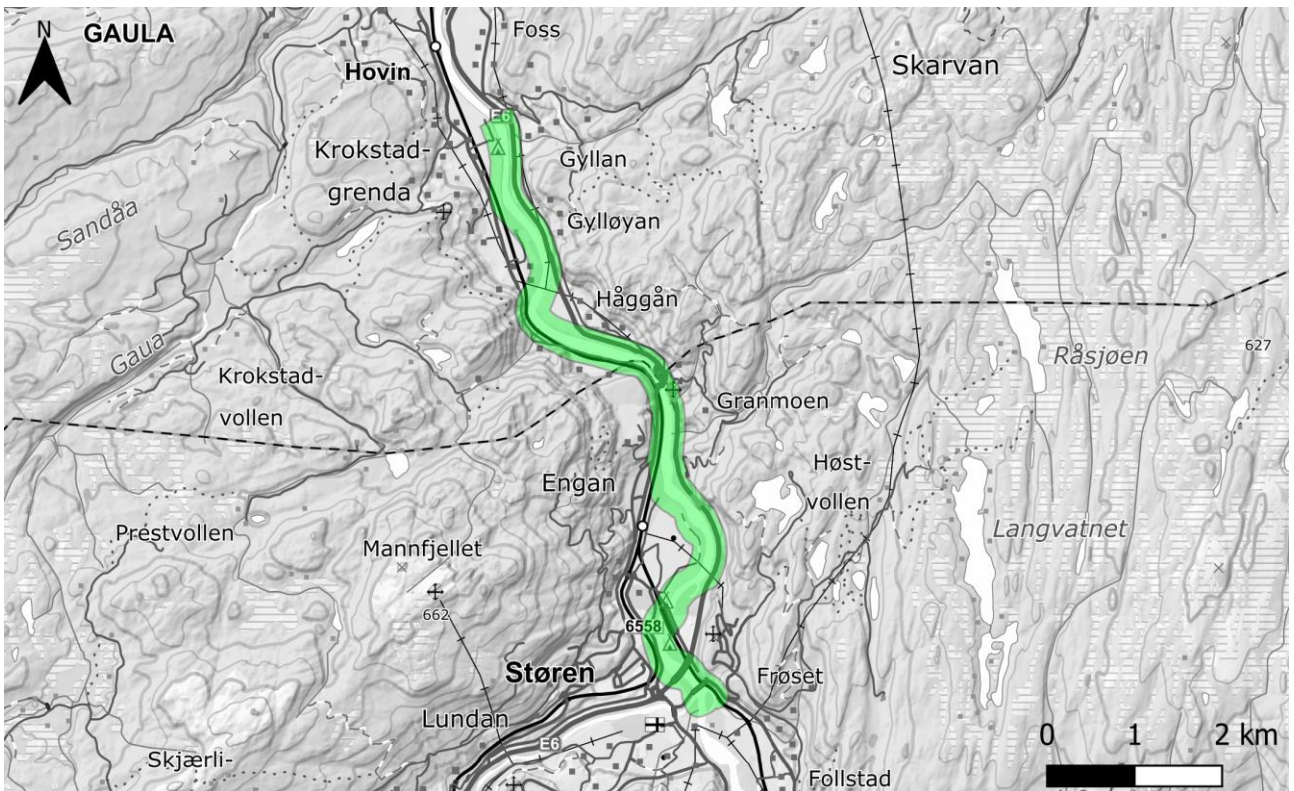 N
GAULA
Foss
Hovin
Skarvan
E6
Krokstad-
grenda
Gyllan
Sandåa
Gylløyan
Håggån
Gaua
Råsjøen
627
Krokstad-
vollen
Granmoen
Engan
Høst-
vollen
Prestvollen
Mannfjellet
Langvatnet
662
6558
Støren
Frøset
Lundan
E6
Skjærli-
Follstad
0 1 2 km